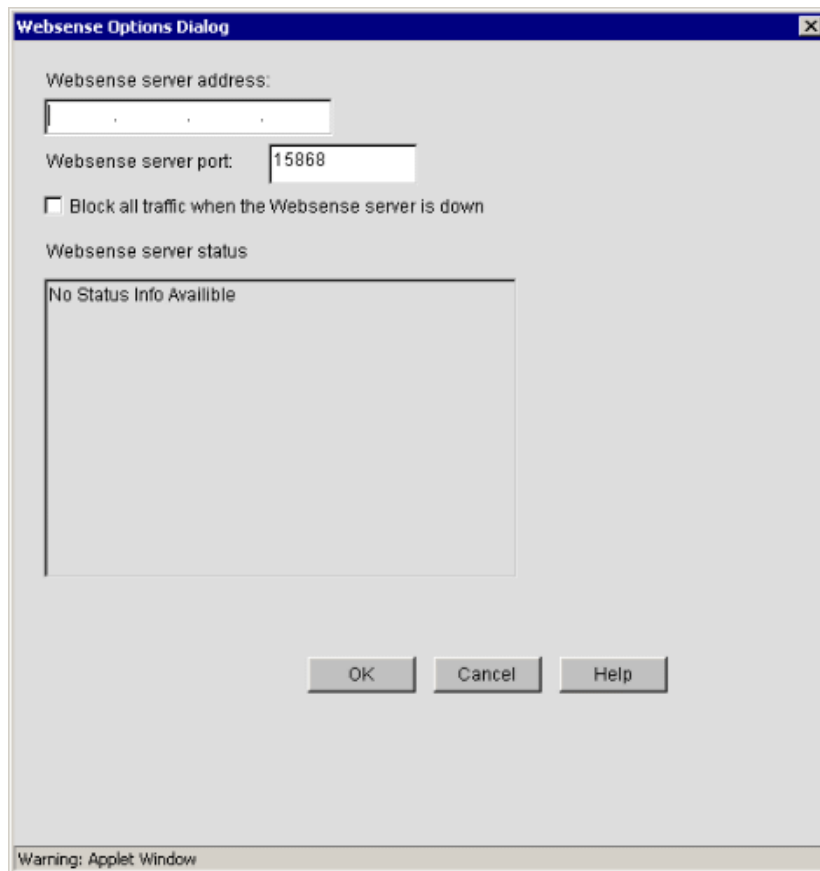 Websense Options Dialog
Websense server address:
. . .
Websense server port: 15868
Block all traffic when the Websense server is down
Websense server status
No Status Info Availible
OK Cancel Help
Warning: Applet Window